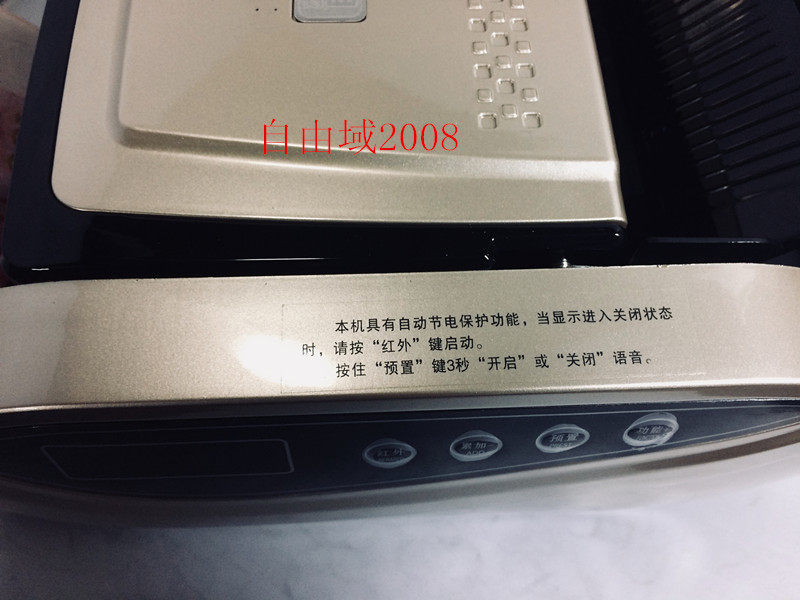 自由域2008
本机具有自动节电保护功能，当显示进入关闭状态
时，请按“红外”键启动。
按住“预置”键3秒“开启”或“关闭”语音。
红外 累加 预置 功能
ADD